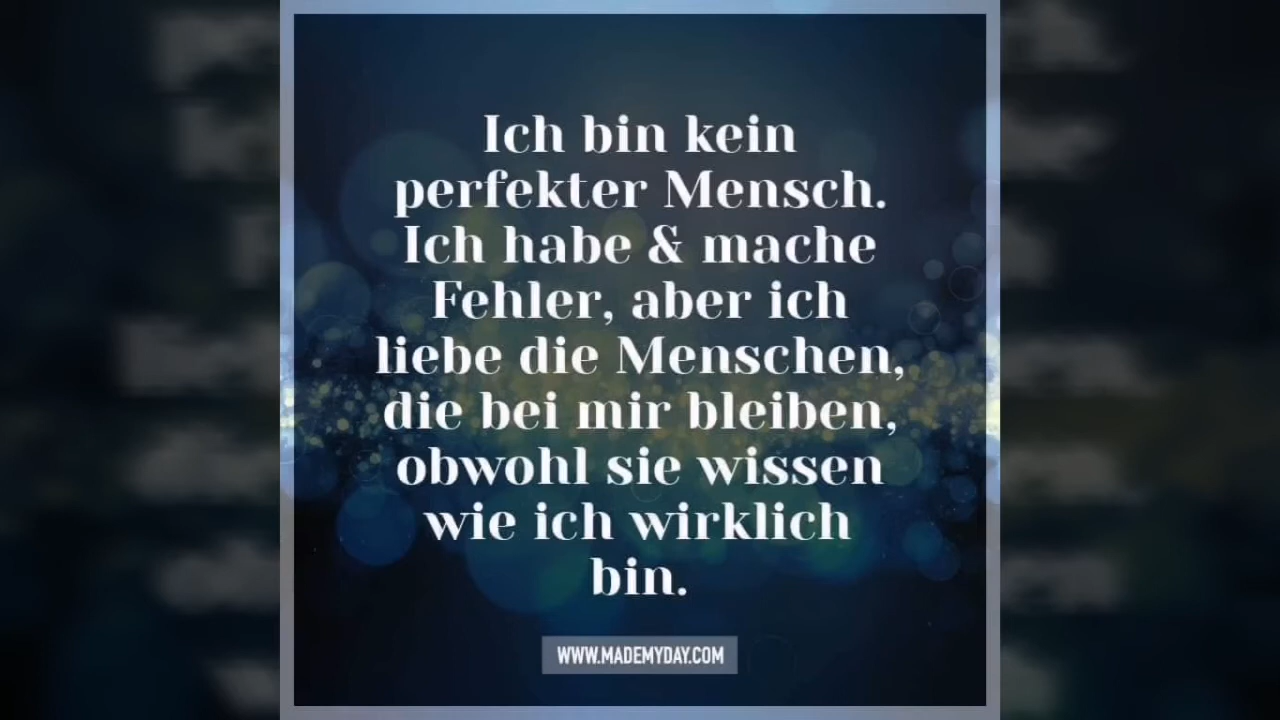 Ich bin kein
perfekter Mensch.
Ich habe & mache
Fehler, aber ich
liebe die Menschen,
die bei mir bleiben,
obwohl sie wissen
wie ich wirklich
bin.
WWW.MADEMYDAY.COM